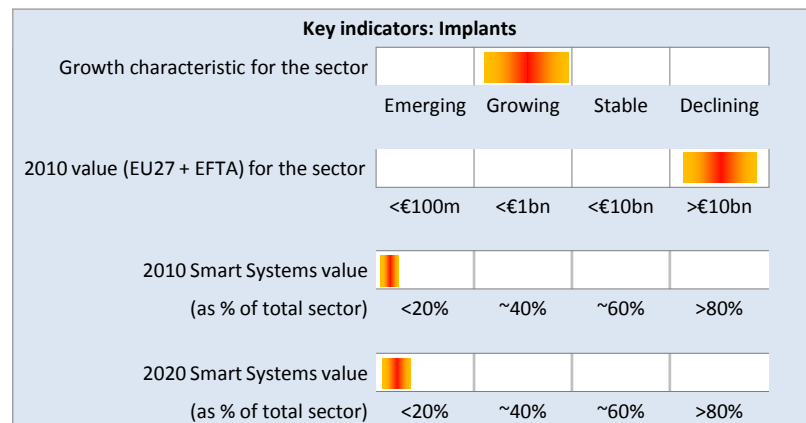 Key indicators: Implants
Growth characteristic for the sector
Emerging Growing Stable Declining
2010 value (EU27 + EFTA) for the sector
<€100m <€1bn <€10bn >€10bn
2010 Smart Systems value
(as % of total sector) <20% ~40% ~60% >80%
2020 Smart Systems value
(as % of total sector) <20% ~40% ~60% >80%